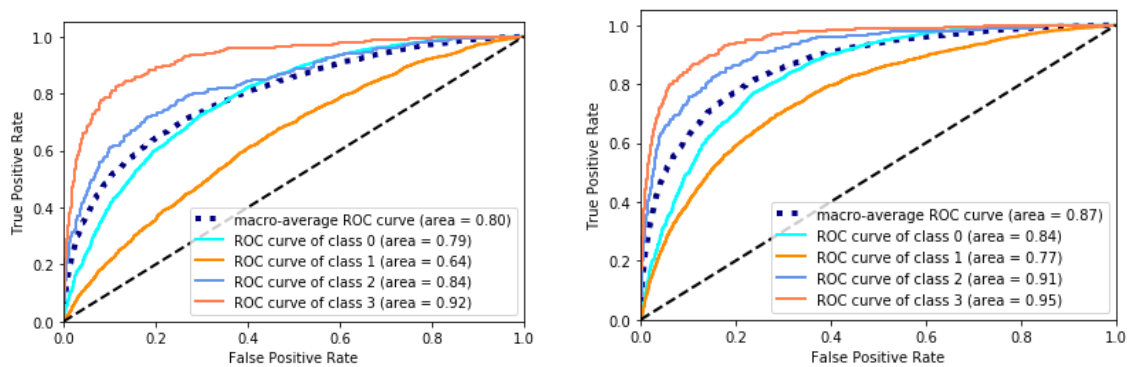 1.0
0.8
0.6
0.4
0.2
0.0
True Positive Rate
macro-average ROC curve (area = 0.80)
ROC curve of class 0 (area = 0.79)
ROC curve of class 1 (area = 0.64)
ROC curve of class 2 (area = 0.84)
ROC curve of class 3 (area = 0.92)
0.0 0.2 0.4 0.6 0.8 1.0
False Positive Rate
1.0
0.8
0.6
0.4
0.2
0.0
True Positive Rate
macro-average ROC curve (area = 0.87)
ROC curve of class 0 (area = 0.84)
ROC curve of class 1 (area = 0.77)
ROC curve of class 2 (area = 0.91)
ROC curve of class 3 (area = 0.95)
0.0 0.2 0.4 0.6 0.8 1.0
False Positive Rate